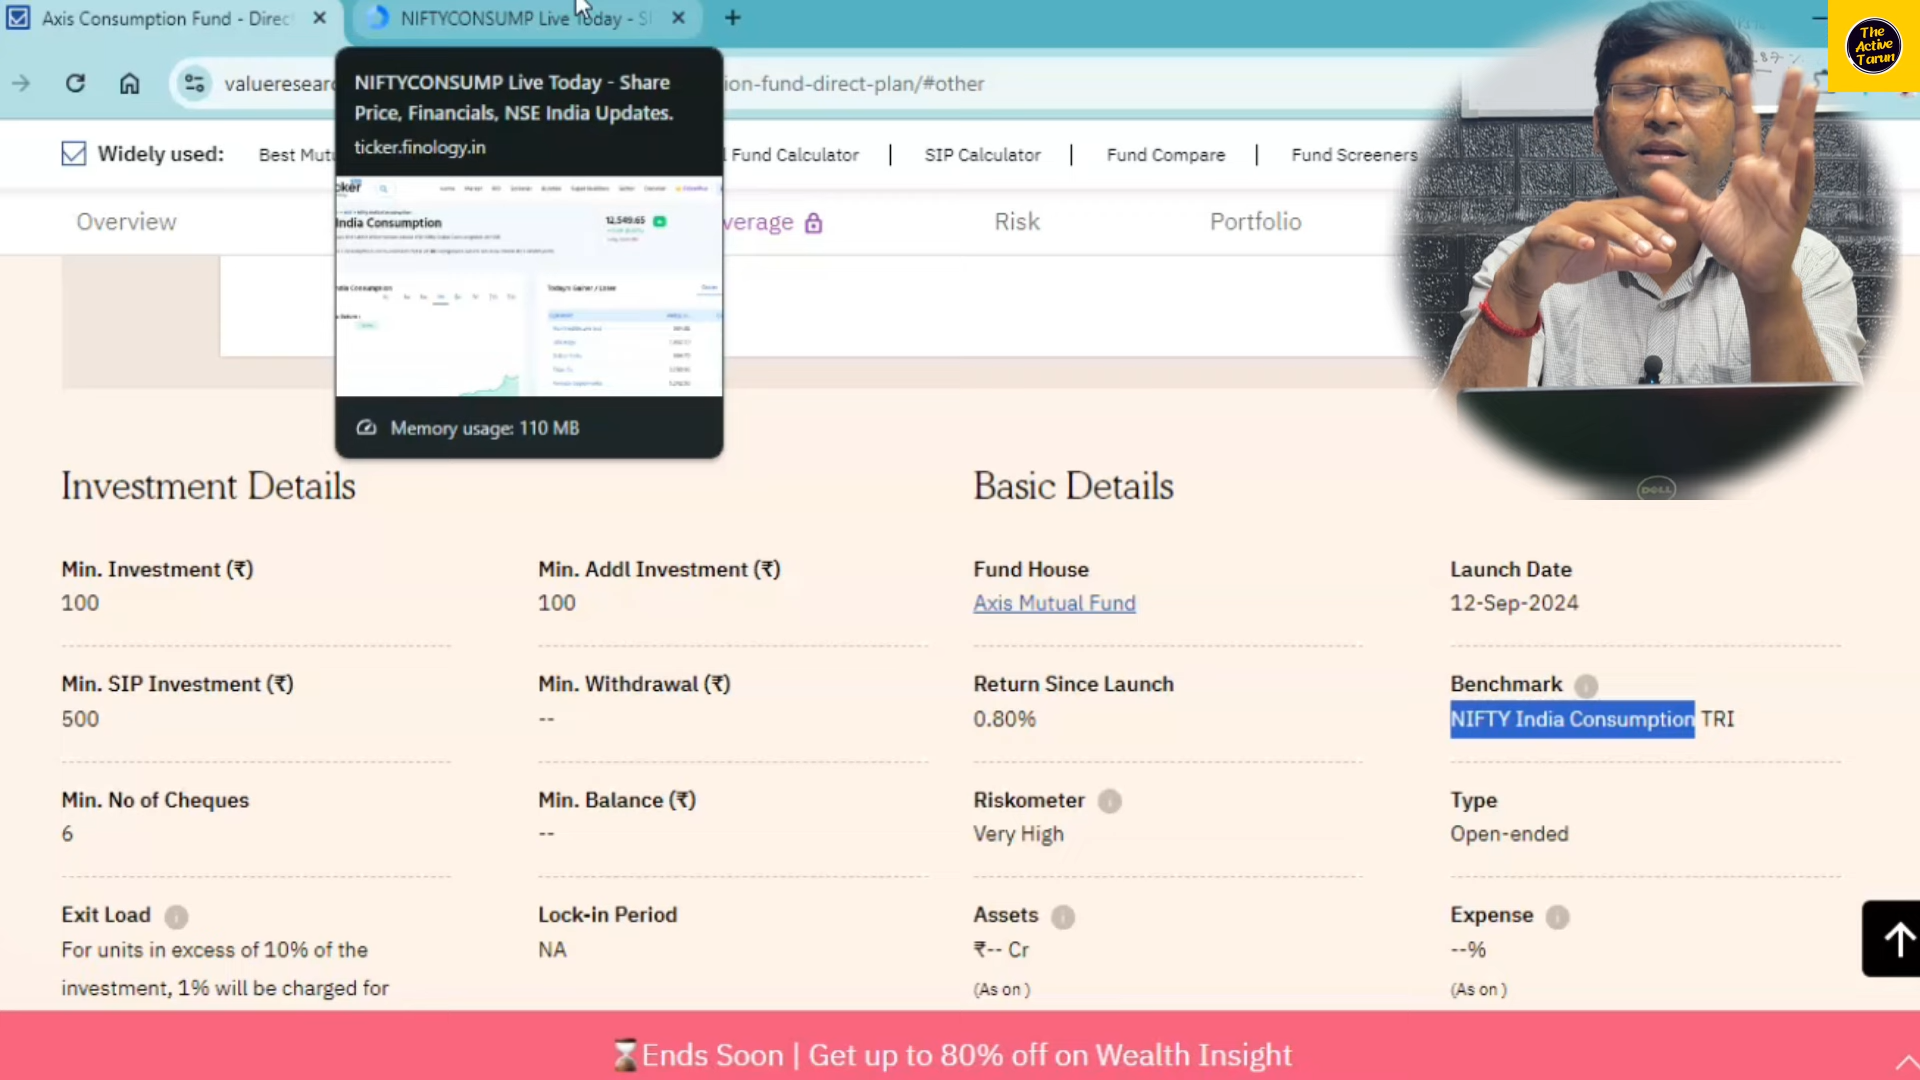 Axis Consumption Fund - Direc
NIFTYCONSUMP Live Today - S
The
Active
Tarun
valueresear
ion-fund-direct-plan/#other
NIFTYCONSUMP Live Today - Share
Price, Financials, NSE India Updates.
ticker.finology.in
Widely used:
Best Mut
Fund Calculator
SIP Calculator
Fund Compare
Fund Screeners
Overview
verage
Risk
Portfolio
India Consumption
12,549.65
Memory usage: 110 MB
DELL
Investment Details
Basic Details
Min. Investment (₹)
Min. Addl Investment (₹)
Fund House
Launch Date
100
100
Axis Mutual Fund
12-Sep-2024
Min. SIP Investment (₹)
Min. Withdrawal (₹)
Return Since Launch
Benchmark
500
--
0.80%
NIFTY India Consumption TRI
Min. No of Cheques
Min. Balance (₹)
Riskometer
Type
6
--
Very High
Open-ended
Exit Load
Lock-in Period
Assets
Expense
For units in excess of 10% of the
NA
₹-- Cr
--%
investment, 1% will be charged for
(As on )
(As on )
Ends Soon | Get up to 80% off on Wealth Insight